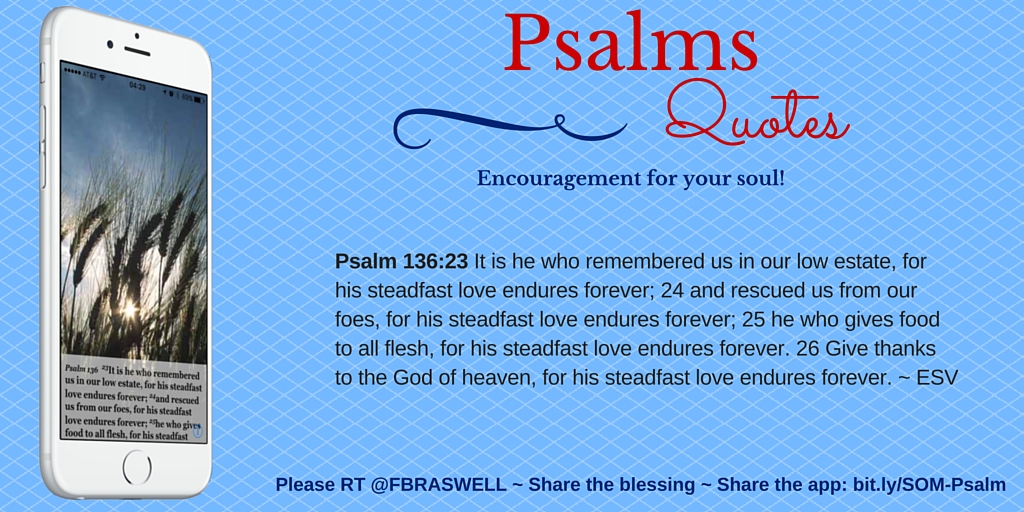 Psalms
Quotes
Encouragement for your soul!
Psalm 136:23 It is he who remembered us in our low estate, for
his steadfast love endures forever; 24 and rescued us from our
foes, for his steadfast love endures forever; 25 he who gives food
to all flesh, for his steadfast love endures forever. 26 Give thanks
to the God of heaven, for his steadfast love endures forever. ~ ESV
AT&T
04:29
Psalm 136 23It is he who remembered
us in our low estate, for his steadfast
love endures forever; 24and rescued
us from our foes, for his steadfast
love endures forever; 25he who gives
food to all flesh, for his steadfast
Please RT @FBRASWELL ~ Share the blessing ~ Share the app: bit.ly/SOM-Psalm